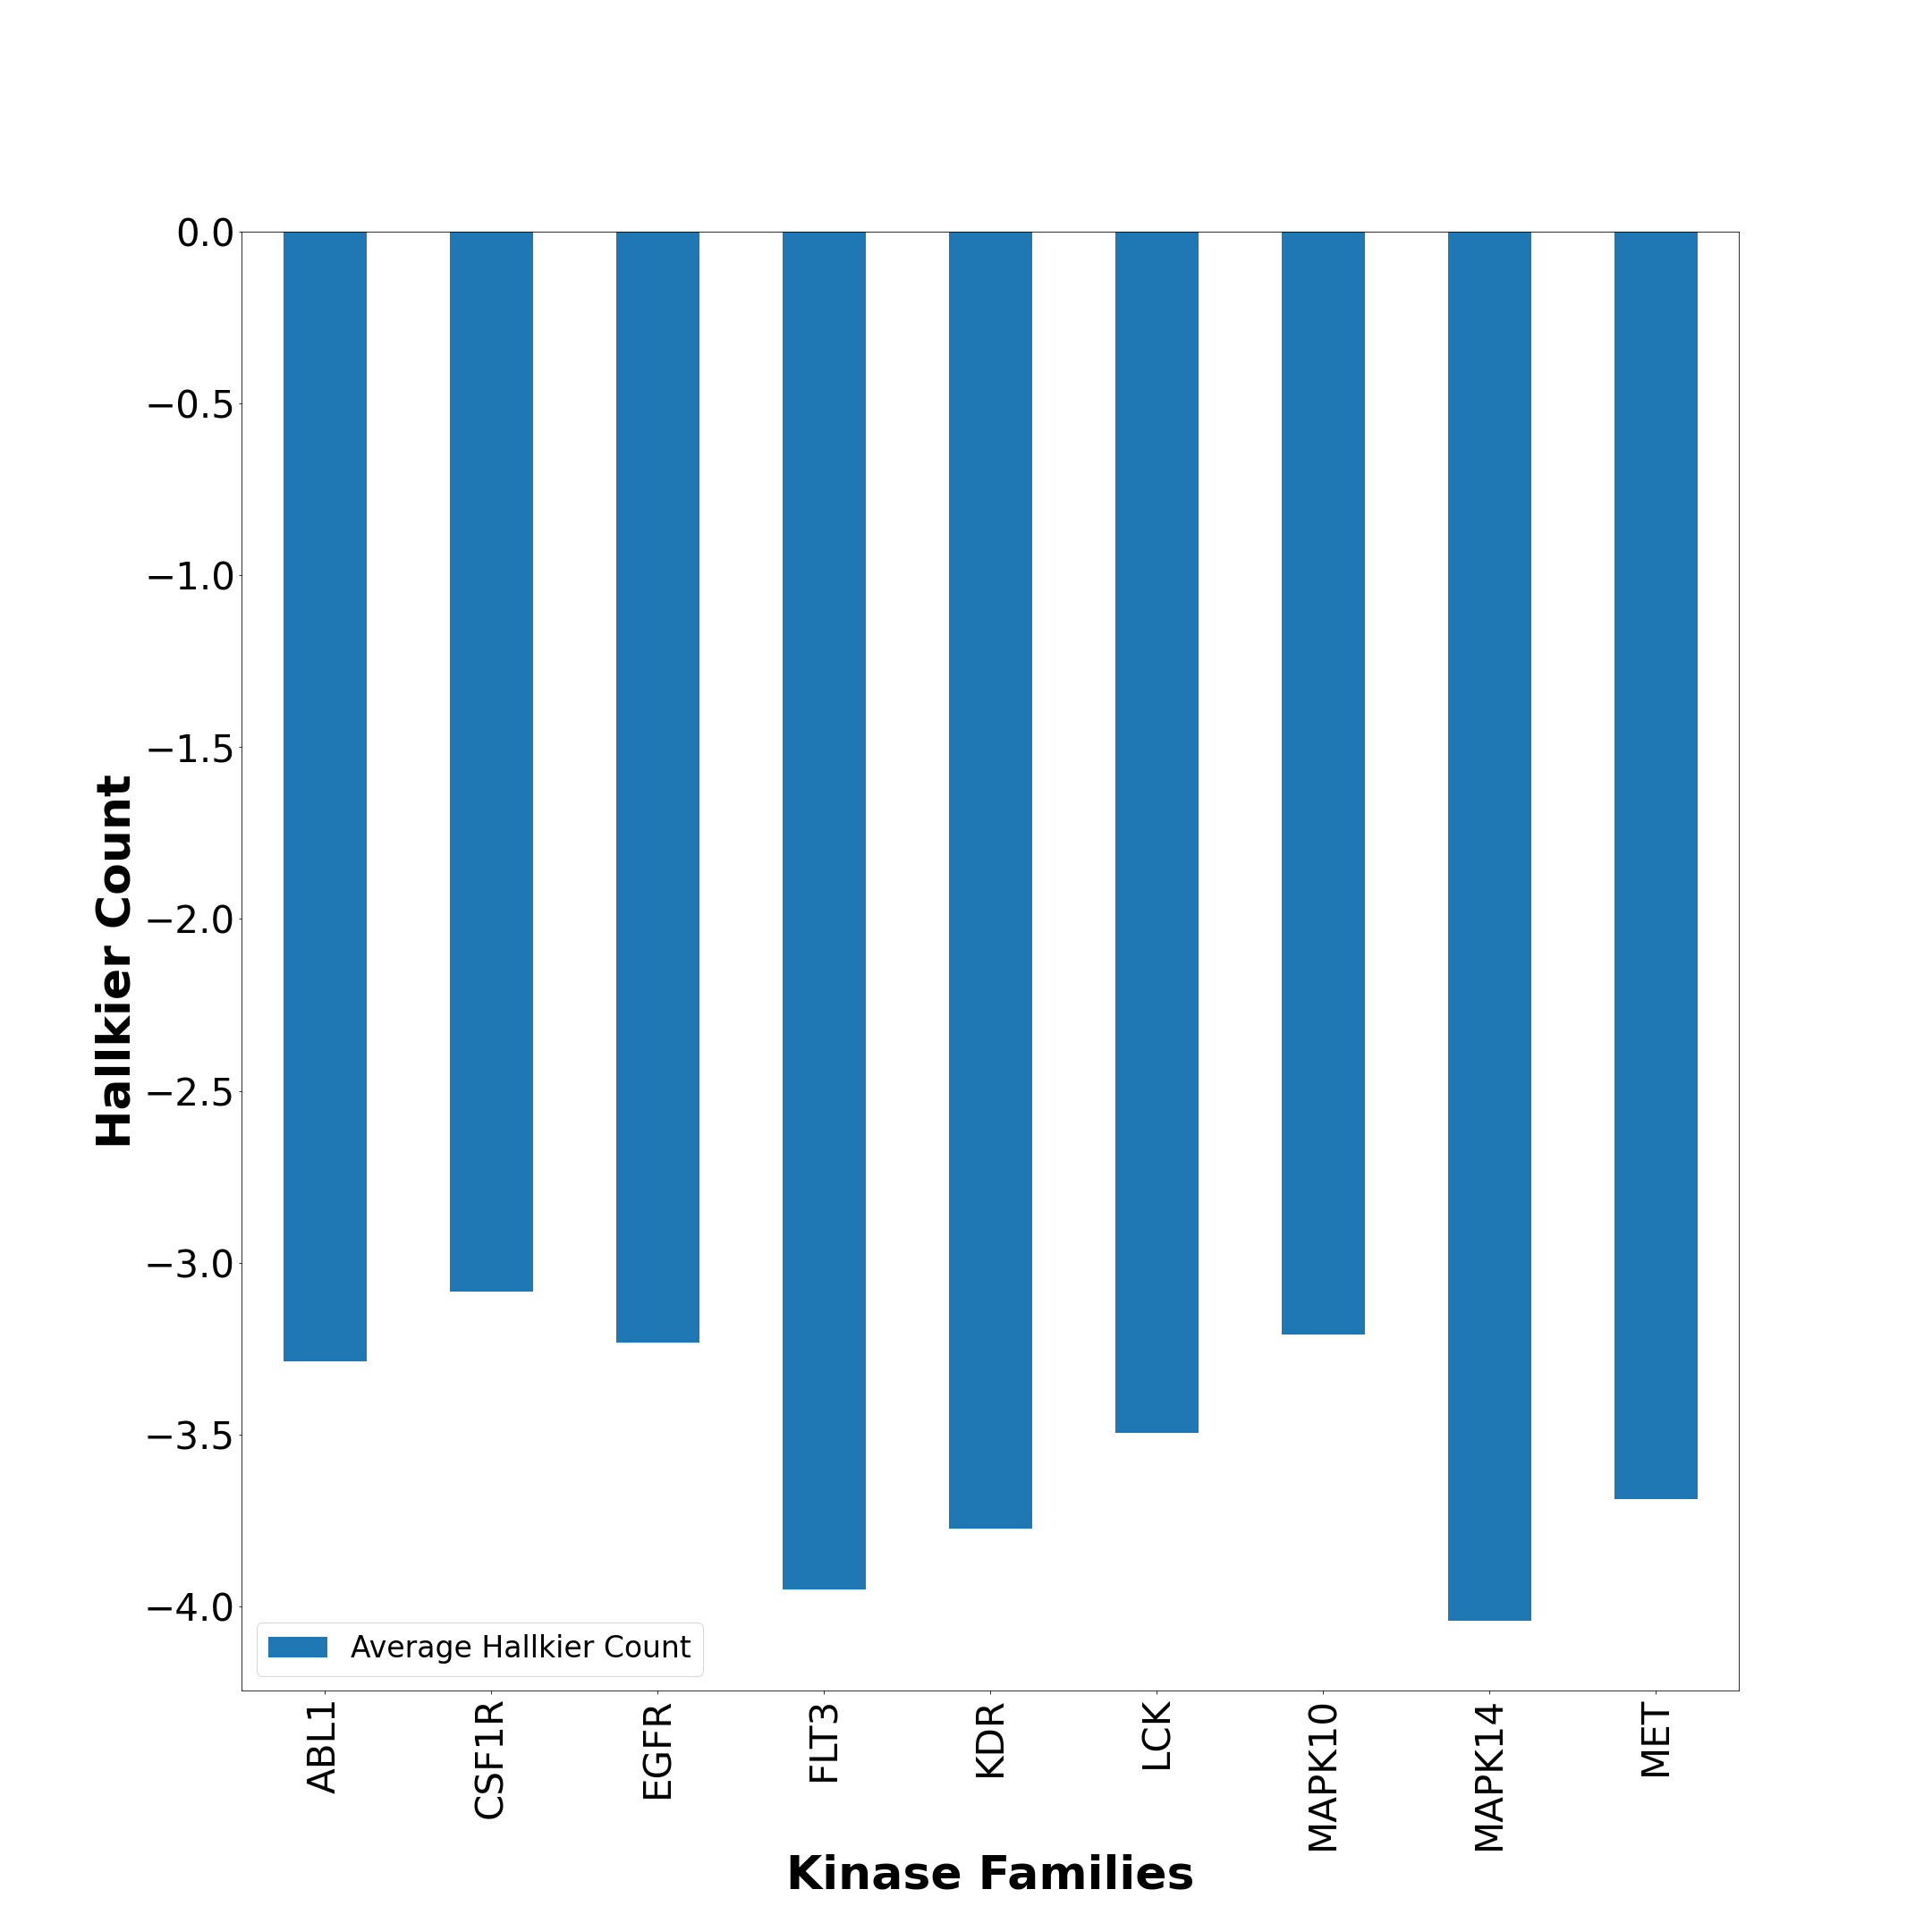 0.0
−0.5
−1.0
−1.5
−2.0
−2.5
−3.0
−3.5
−4.0
Hallkier Count
Average Hallkier Count
ABL1
CSF1R
EGFR
FLT3
KDR
LCK
MAPK10
MAPK14
MET
Kinase Families